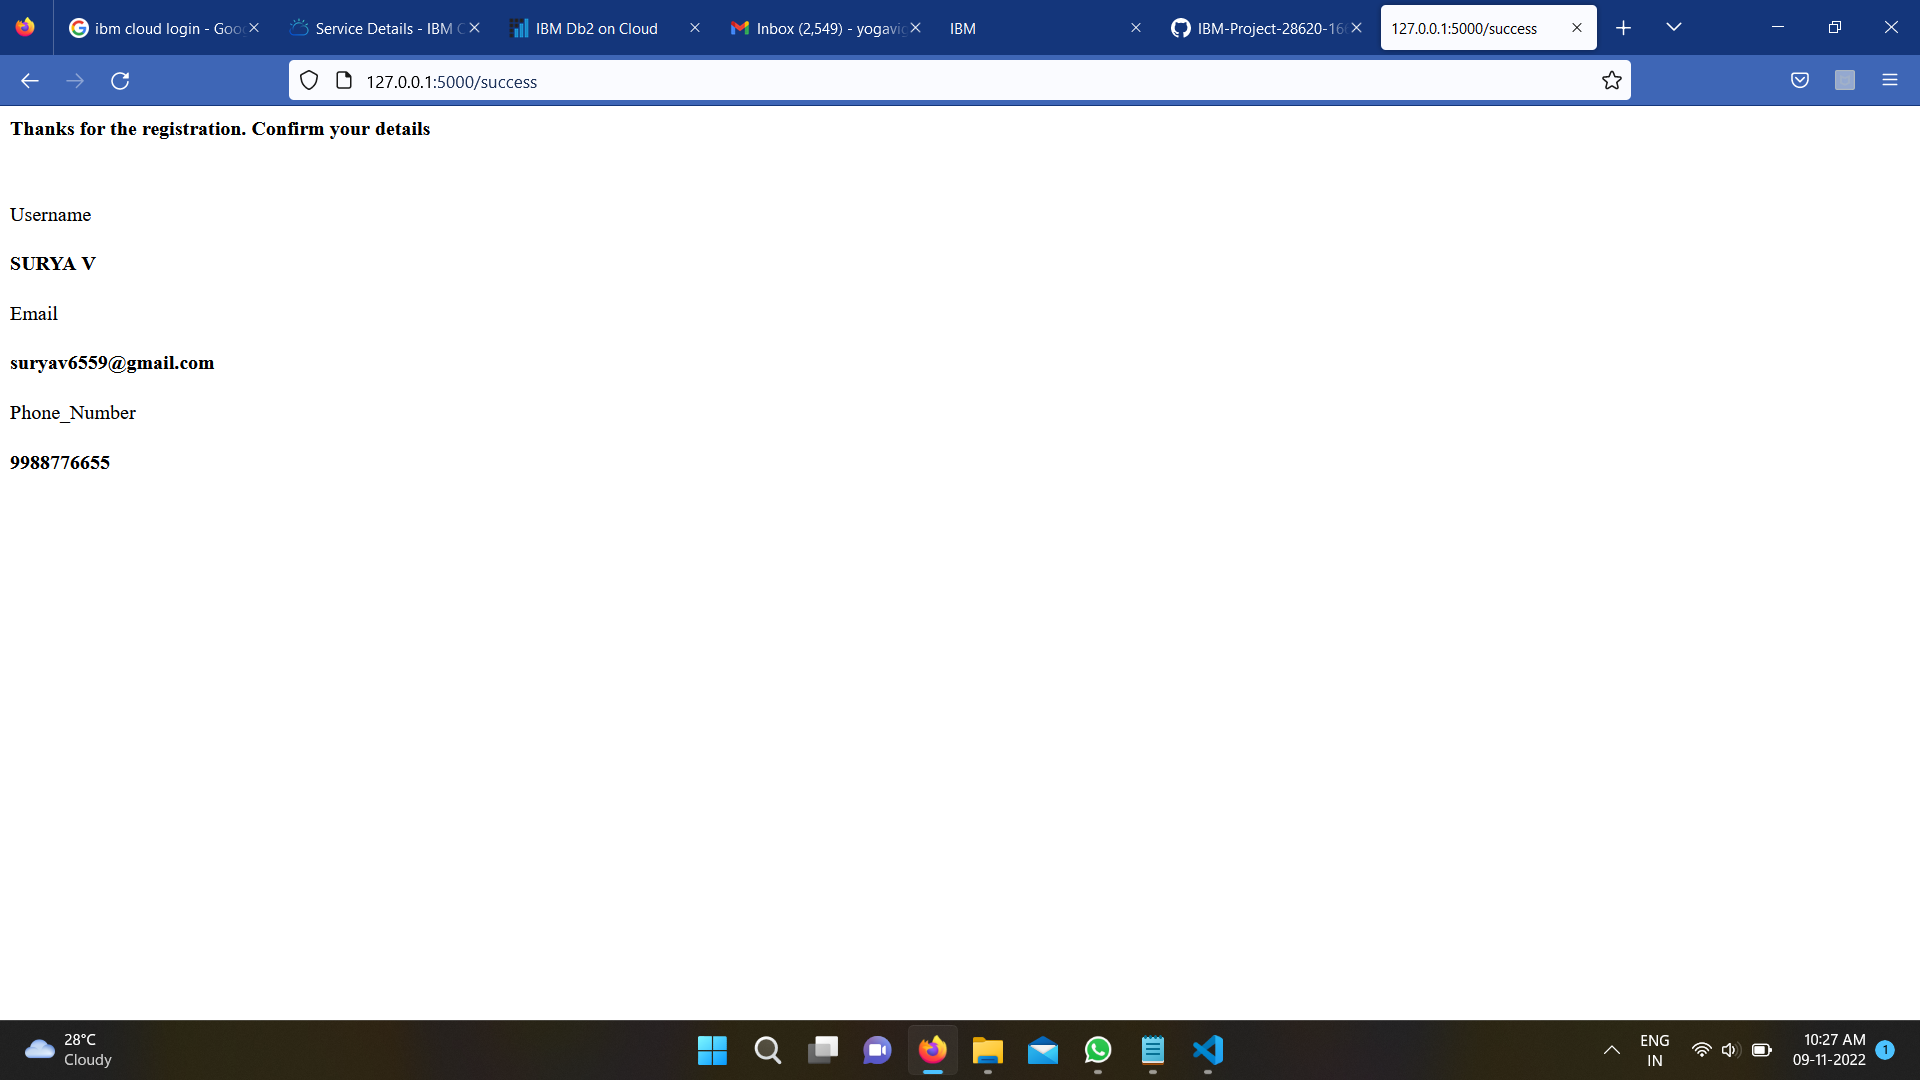 ibm cloud login - Goo
Service Details - IBM C
IBM Db2 on Cloud
Inbox (2,549) - yogavig
IBM
IBM-Project-28620-166
127.0.0.1:5000/success
127.0.0.1:5000/success
Thanks for the registration. Confirm your details
Username
SURYA V
Email
suryav6559@gmail.com
Phone_Number
9988776655
28°C
Cloudy
ENG
IN
10:27 AM
09-11-2022
1